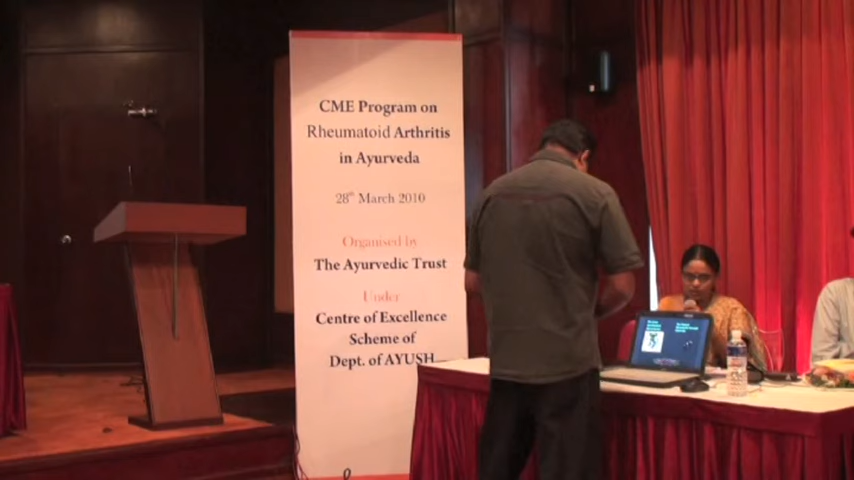 CME Program on
Rheumatoid Arthritis
in Ayurveda
28th March 2010
Organised by
The Ayurvedic Trust
Under
Centre of Excellence
Scheme of
Dept. of AYUSH